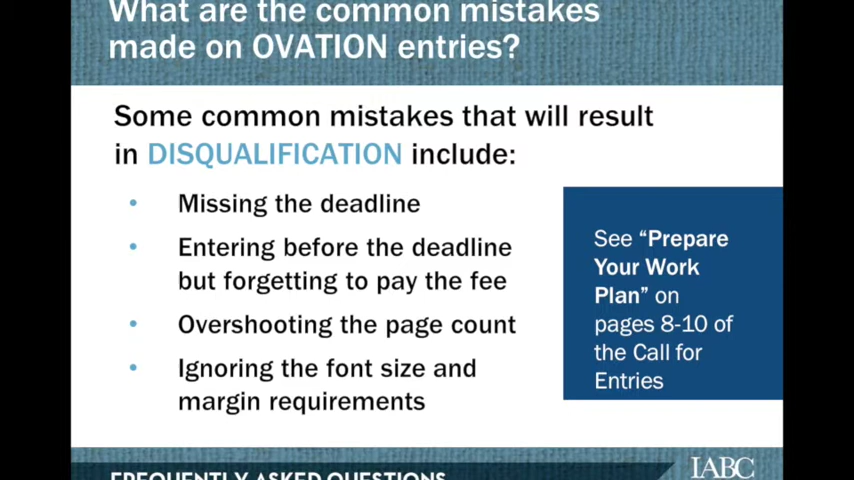 What are the common mistakes
made on OVATION entries?
Some common mistakes that will result
in DISQUALIFICATION include:
• Missing the deadline
• Entering before the deadline
but forgetting to pay the fee
• Overshooting the page count
• Ignoring the font size and
margin requirements
See “Prepare
Your Work
Plan” on
pages 8-10 of
the Call for
Entries
FREQUENTLY ASKED QUESTIONS
IABC